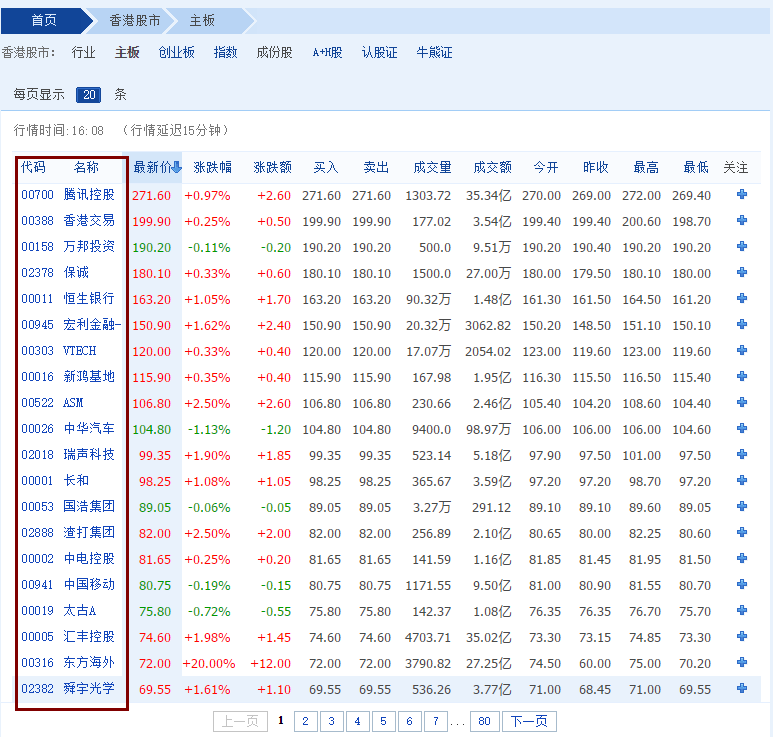 首页 香港股市 主板
香港股市: 行业 主板 创业板 指数 成份股 A+H股 认股证 牛熊证
每页显示 20 条
行情时间:16:08 （行情延迟15分钟）
代码 名称 最新价 涨跌幅 涨跌额 买入 卖出 成交量 成交额 今开 昨收 最高 最低 关注
00700 腾讯控股 271.60 +0.97% +2.60 271.60 271.60 1303.72 35.34亿 270.00 269.00 272.00 269.40
00388 香港交易 199.90 +0.25% +0.50 199.90 199.90 177.02 3.54亿 199.40 199.40 200.60 198.70
00158 万邦投资 190.20 -0.11% -0.20 190.20 190.20 500.0 9.51万 190.20 190.40 190.20 190.20
02378 保诚 180.10 +0.33% +0.60 180.10 180.10 1500.0 27.00万 180.00 179.50 180.10 180.00
00011 恒生银行 163.20 +1.05% +1.70 163.20 163.20 90.32万 1.48亿 161.30 161.50 164.50 161.20
00945 宏利金融- 150.90 +1.62% +2.40 150.90 150.90 20.32万 3062.82 150.20 148.50 151.10 150.10
00303 VTECH 120.00 +0.33% +0.40 120.00 120.00 17.07万 2054.02 123.00 119.60 123.00 119.60
00016 新鸿基地 115.90 +0.35% +0.40 115.90 115.90 167.98 1.95亿 116.30 115.50 116.50 115.40
00522 ASM 106.80 +2.50% +2.60 106.80 106.80 230.66 2.46亿 105.40 104.20 108.60 104.40
00026 中华汽车 104.80 -1.13% -1.20 104.80 104.80 9400.0 98.97万 106.00 106.00 106.00 104.60
02018 瑞声科技 99.35 +1.90% +1.85 99.35 99.35 523.14 5.18亿 97.90 97.50 101.00 97.50
00001 长和 98.25 +1.08% +1.05 98.25 98.25 365.67 3.59亿 97.20 97.20 98.70 97.20
00053 国浩集团 89.05 -0.06% -0.05 89.05 89.05 3.27万 291.12 89.10 89.10 89.60 89.05
02888 渣打集团 82.00 +2.50% +2.00 82.00 82.00 256.89 2.10亿 80.65 80.00 82.25 80.60
00002 中电控股 81.65 +0.25% +0.20 81.65 81.65 141.59 1.16亿 81.85 81.45 81.95 81.50
00941 中国移动 80.75 -0.19% -0.15 80.75 80.75 1171.55 9.50亿 81.00 80.90 81.55 80.70
00019 太古A 75.80 -0.72% -0.55 75.80 75.80 142.37 1.08亿 76.35 76.35 76.70 75.70
00005 汇丰控股 74.60 +1.98% +1.45 74.60 74.60 4703.71 35.02亿 73.30 73.15 74.85 73.30
00316 东方海外 72.00 +20.00% +12.00 72.00 72.00 3790.82 27.25亿 74.50 60.00 75.00 70.20
02382 舜宇光学 69.55 +1.61% +1.10 69.55 69.55 536.26 3.77亿 71.00 68.45 71.00 69.55
上一页 1 2 3 4 5 6 7 ... 80 下一页